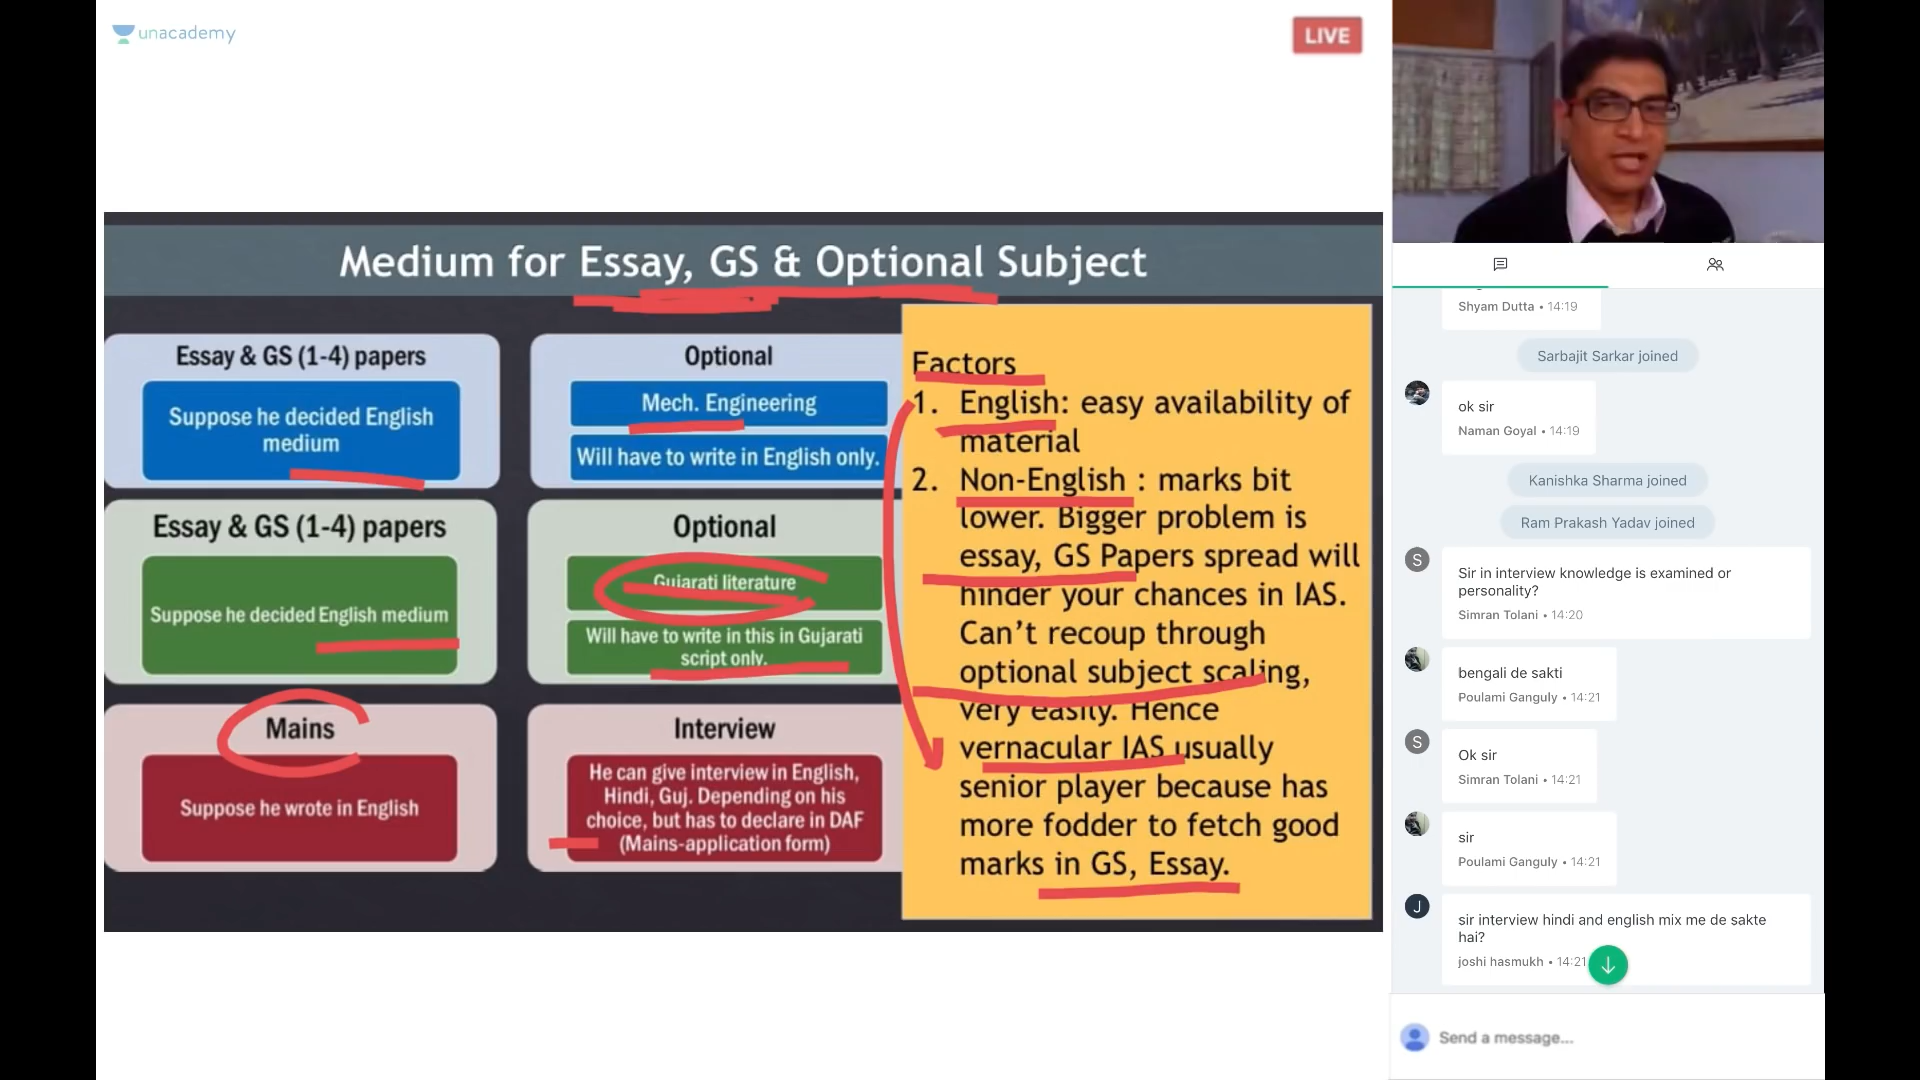 unacademy
LIVE
Medium for Essay, GS & Optional Subject
Essay & GS (1-4) papers
Suppose he decided English
medium
Optional
Mech. Engineering
Will have to write in English only.
Essay & GS (1-4) papers
Suppose he decided English medium
Optional
Gujarati literature
Will have to write in this in Gujarati
script only.
Mains
Suppose he wrote in English
Interview
He can give interview in English,
Hindi, Guj. Depending on his
choice, but has to declare in DAF
(Mains-application form)
Factors
1. English: easy availability of
material
2. Non-English : marks bit
lower. Bigger problem is
essay, GS Papers spread will
hinder your chances in IAS.
Can't recoup through
optional subject scaling,
very easily. Hence
vernacular IAS usually
senior player because has
more fodder to fetch good
marks in GS, Essay.
Shyam Dutta • 14:19
Sarbajit Sarkar joined
ok sir
Naman Goyal • 14:19
Kanishka Sharma joined
Ram Prakash Yadav joined
S
Sir in interview knowledge is examined or
personality?
Simran Tolani • 14:20
bengali de sakti
Poulami Ganguly • 14:21
S
Ok sir
Simran Tolani • 14:21
sir
Poulami Ganguly • 14:21
J
sir interview hindi and english mix me de sakte
hai?
joshi hasmukh • 14:21
Send a message...